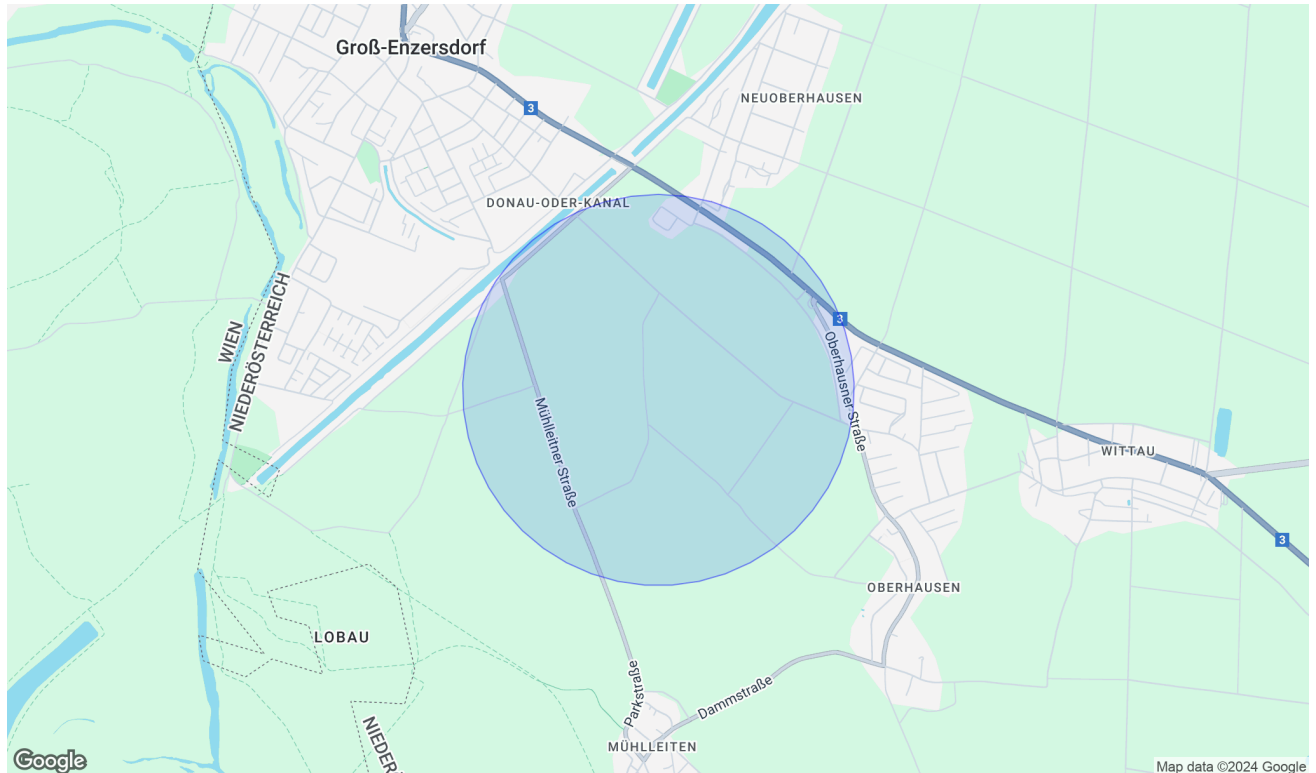 Groß-Enzersdorf
3
NEUOBERHAUSEN
DONAU-ODER-KANAL
WIEN
NIEDERÖSTERREICH
3
Oberhausner Straße
Mühlleitner Straße
WITTAU
3
OBERHAUSEN
LOBAU
Parkstraße
Dammstraße
NIEDER
MÜHLLEITEN
Google
Map data ©2024 Google